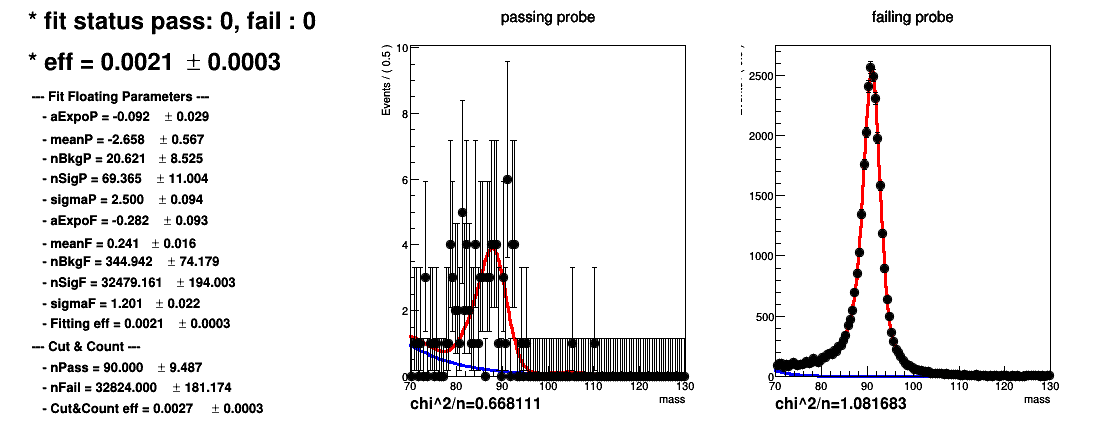 * fit status pass: 0, fail : 0
* eff = 0.0021 ± 0.0003
--- Fit Floating Parameters ---
- aExpoP = -0.092 ± 0.029
- meanP = -2.658 ± 0.567
- nBkgP = 20.621 ± 8.525
- nSigP = 69.365 ± 11.004
- sigmaP = 2.500 ± 0.094
- aExpoF = -0.282 ± 0.093
- meanF = 0.241 ± 0.016
- nBkgF = 344.942 ± 74.179
- nSigF = 32479.161 ± 194.003
- sigmaF = 1.201 ± 0.022
- Fitting eff = 0.0021 ± 0.0003
--- Cut & Count ---
- nPass = 90.000 ± 9.487
- nFail = 32824.000 ± 181.174
- Cut&Count eff = 0.0027 ± 0.0003
passing probe
Events / ( 0.5 )
10
8
6
4
2
0
70 80 90 100 110 120 130
mass
chi^2/n=0.668111
failing probe
2500
2000
1500
1000
500
0
70 80 90 100 110 120 130
mass
chi^2/n=1.081683